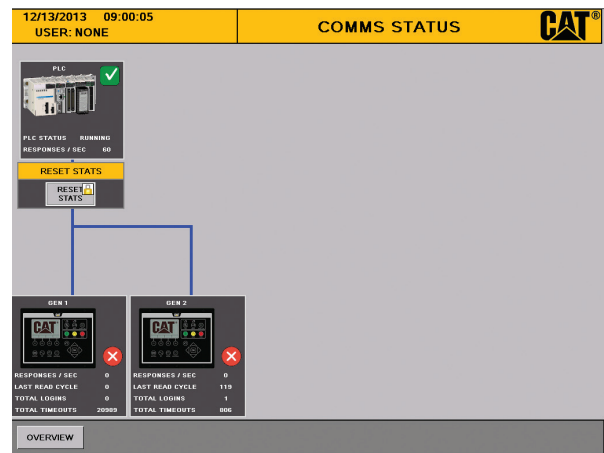 12/13/2013 09:00:05
USER: NONE
COMMS STATUS
CAT®
PLC
PLC STATUS RUNNING
RESPONSES / SEC 60
RESET STATS
RESET
STATS
GEN 1
CAT
RESPONSES / SEC 0
LAST READ CYCLE 0
TOTAL LOGINS 0
TOTAL TIMEOUTS 20989
GEN 2
CAT
RESPONSES / SEC 0
LAST READ CYCLE 119
TOTAL LOGINS 1
TOTAL TIMEOUTS 806
OVERVIEW